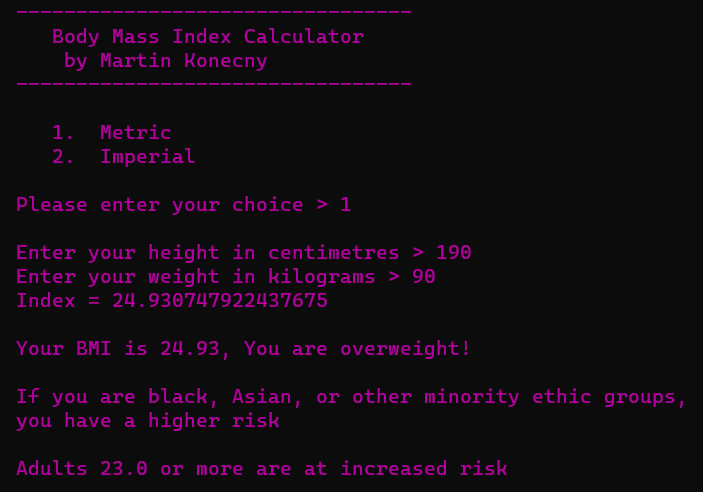 ---------------------------------
Body Mass Index Calculator
by Martin Konecny
---------------------------------
1. Metric
2. Imperial
Please enter your choice > 1
Enter your height in centimetres > 190
Enter your weight in kilograms > 90
Index = 24.930747922437675
Your BMI is 24.93, You are overweight!
If you are black, Asian, or other minority ethic groups,
you have a higher risk
Adults 23.0 or more are at increased risk